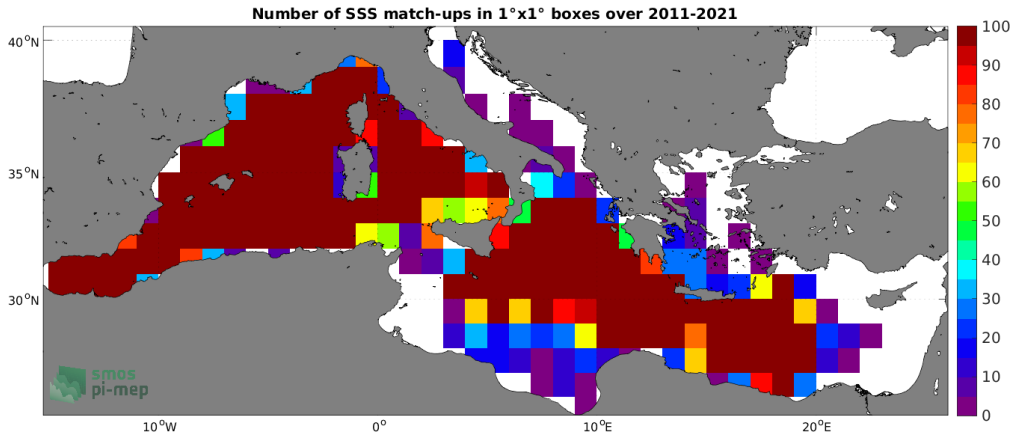 Number of SSS match-ups in 1°x1° boxes over 2011-2021
40°N
35°N
30°N
10°W
0°
10°E
20°E
100
90
80
70
60
50
40
30
20
10
0
smos
pi-mep